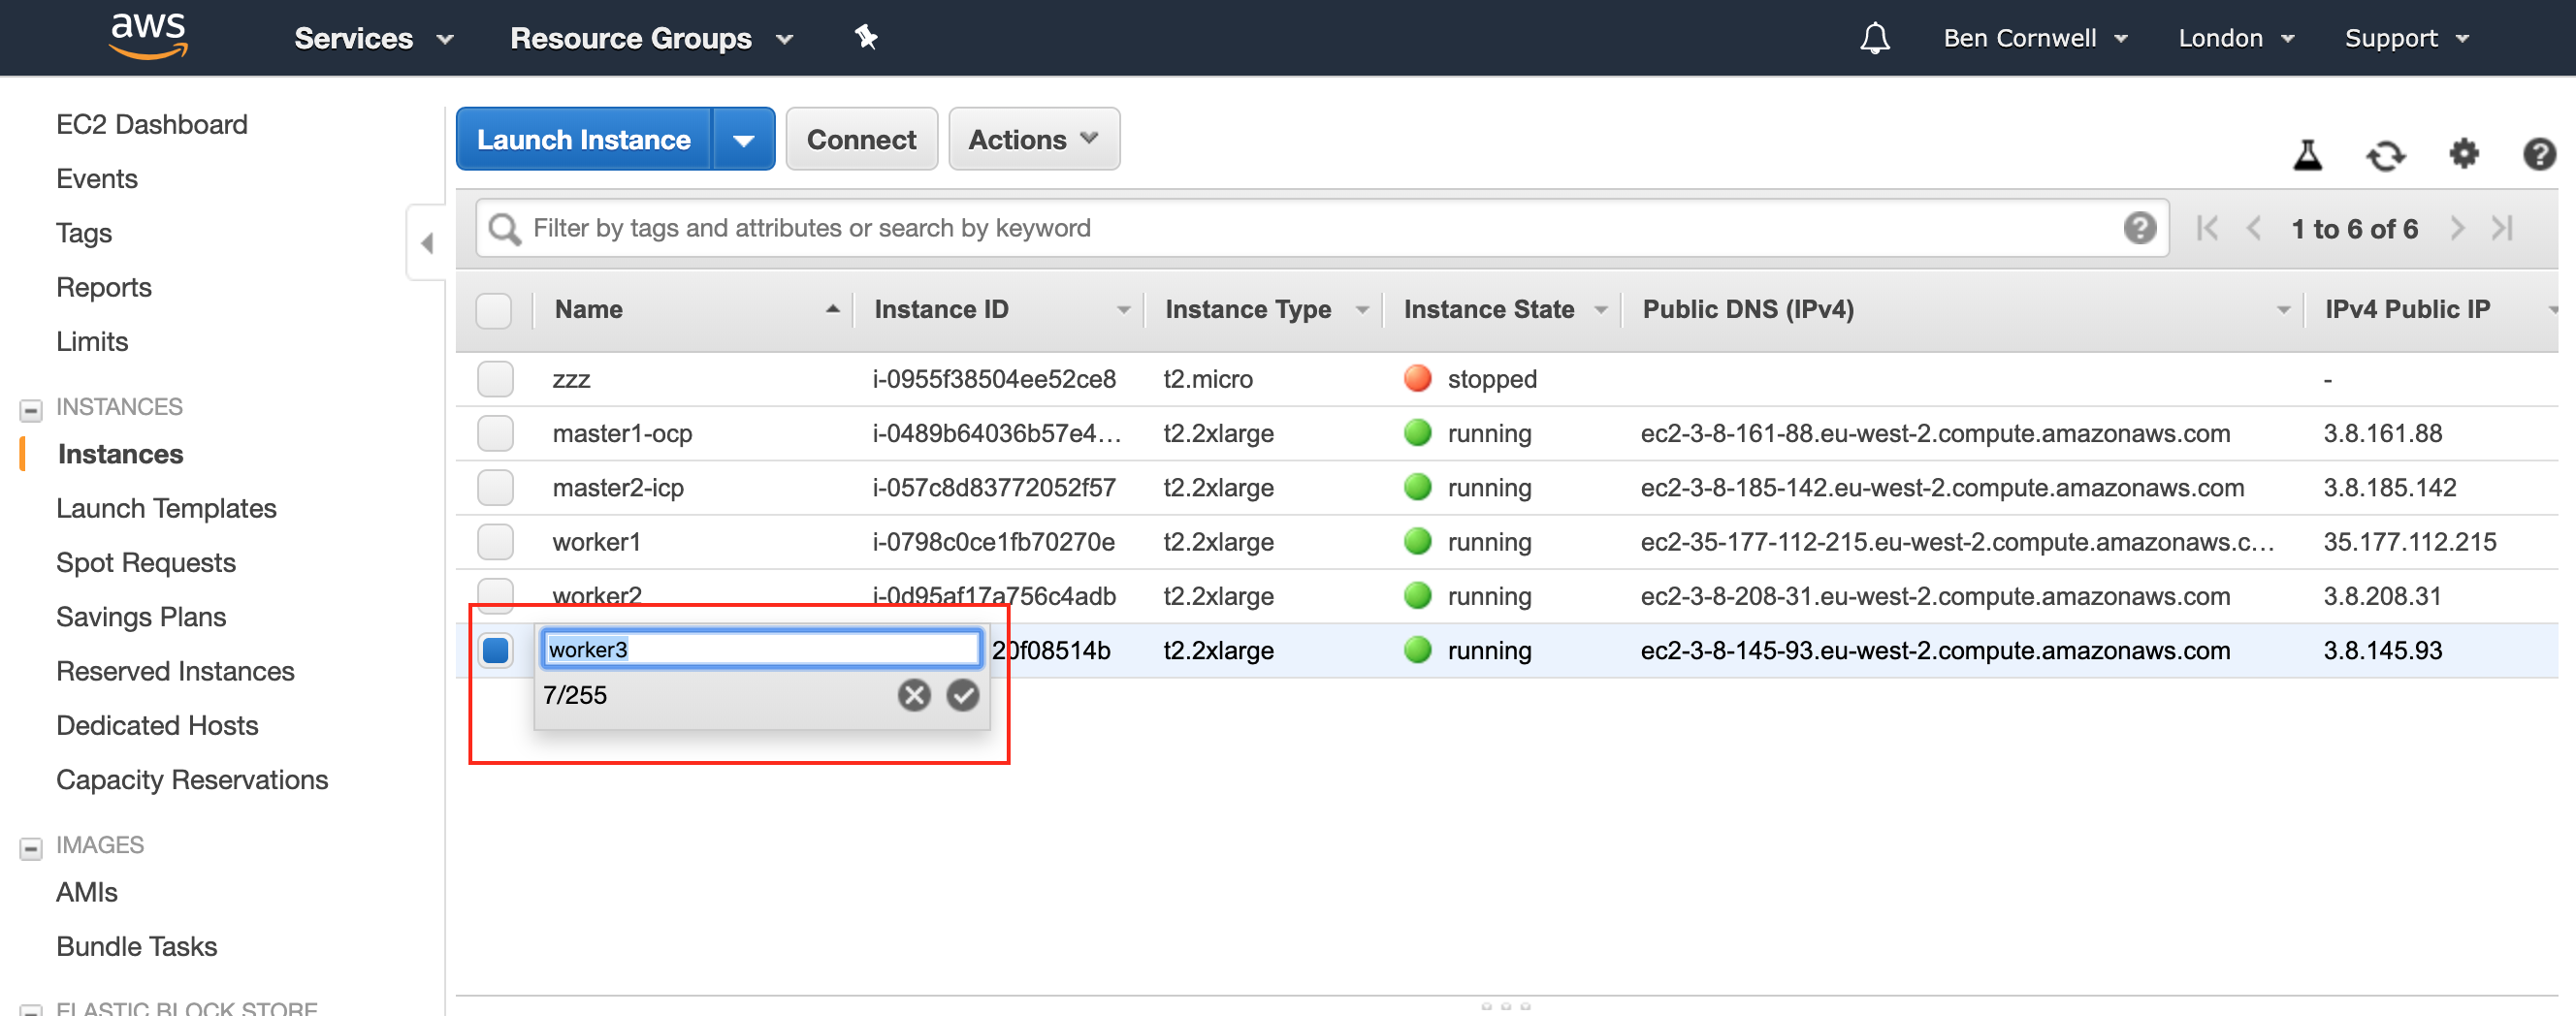 aws Services Resource Groups Ben Cornwell London Support
EC2 Dashboard
Events
Tags
Reports
Limits
INSTANCES
Instances
Launch Templates
Spot Requests
Savings Plans
Reserved Instances
Dedicated Hosts
Capacity Reservations
IMAGES
AMIs
Bundle Tasks
ELASTIC BLOCK STORE
Launch Instance Connect Actions
Filter by tags and attributes or search by keyword 1 to 6 of 6
Name Instance ID Instance Type Instance State Public DNS (IPv4) IPv4 Public IP
zzz i-0955f38504ee52ce8 t2.micro stopped -
master1-ocp i-0489b64036b57e4... t2.2xlarge running ec2-3-8-161-88.eu-west-2.compute.amazonaws.com 3.8.161.88
master2-icp i-057c8d83772052f57 t2.2xlarge running ec2-3-8-185-142.eu-west-2.compute.amazonaws.com 3.8.185.142
worker1 i-0798c0ce1fb70270e t2.2xlarge running ec2-35-177-112-215.eu-west-2.compute.amazonaws.c... 35.177.112.215
worker2 i-0d95af17a756c4adb t2.2xlarge running ec2-3-8-208-31.eu-west-2.compute.amazonaws.com 3.8.208.31
worker3 20f08514b t2.2xlarge running ec2-3-8-145-93.eu-west-2.compute.amazonaws.com 3.8.145.93
7/255